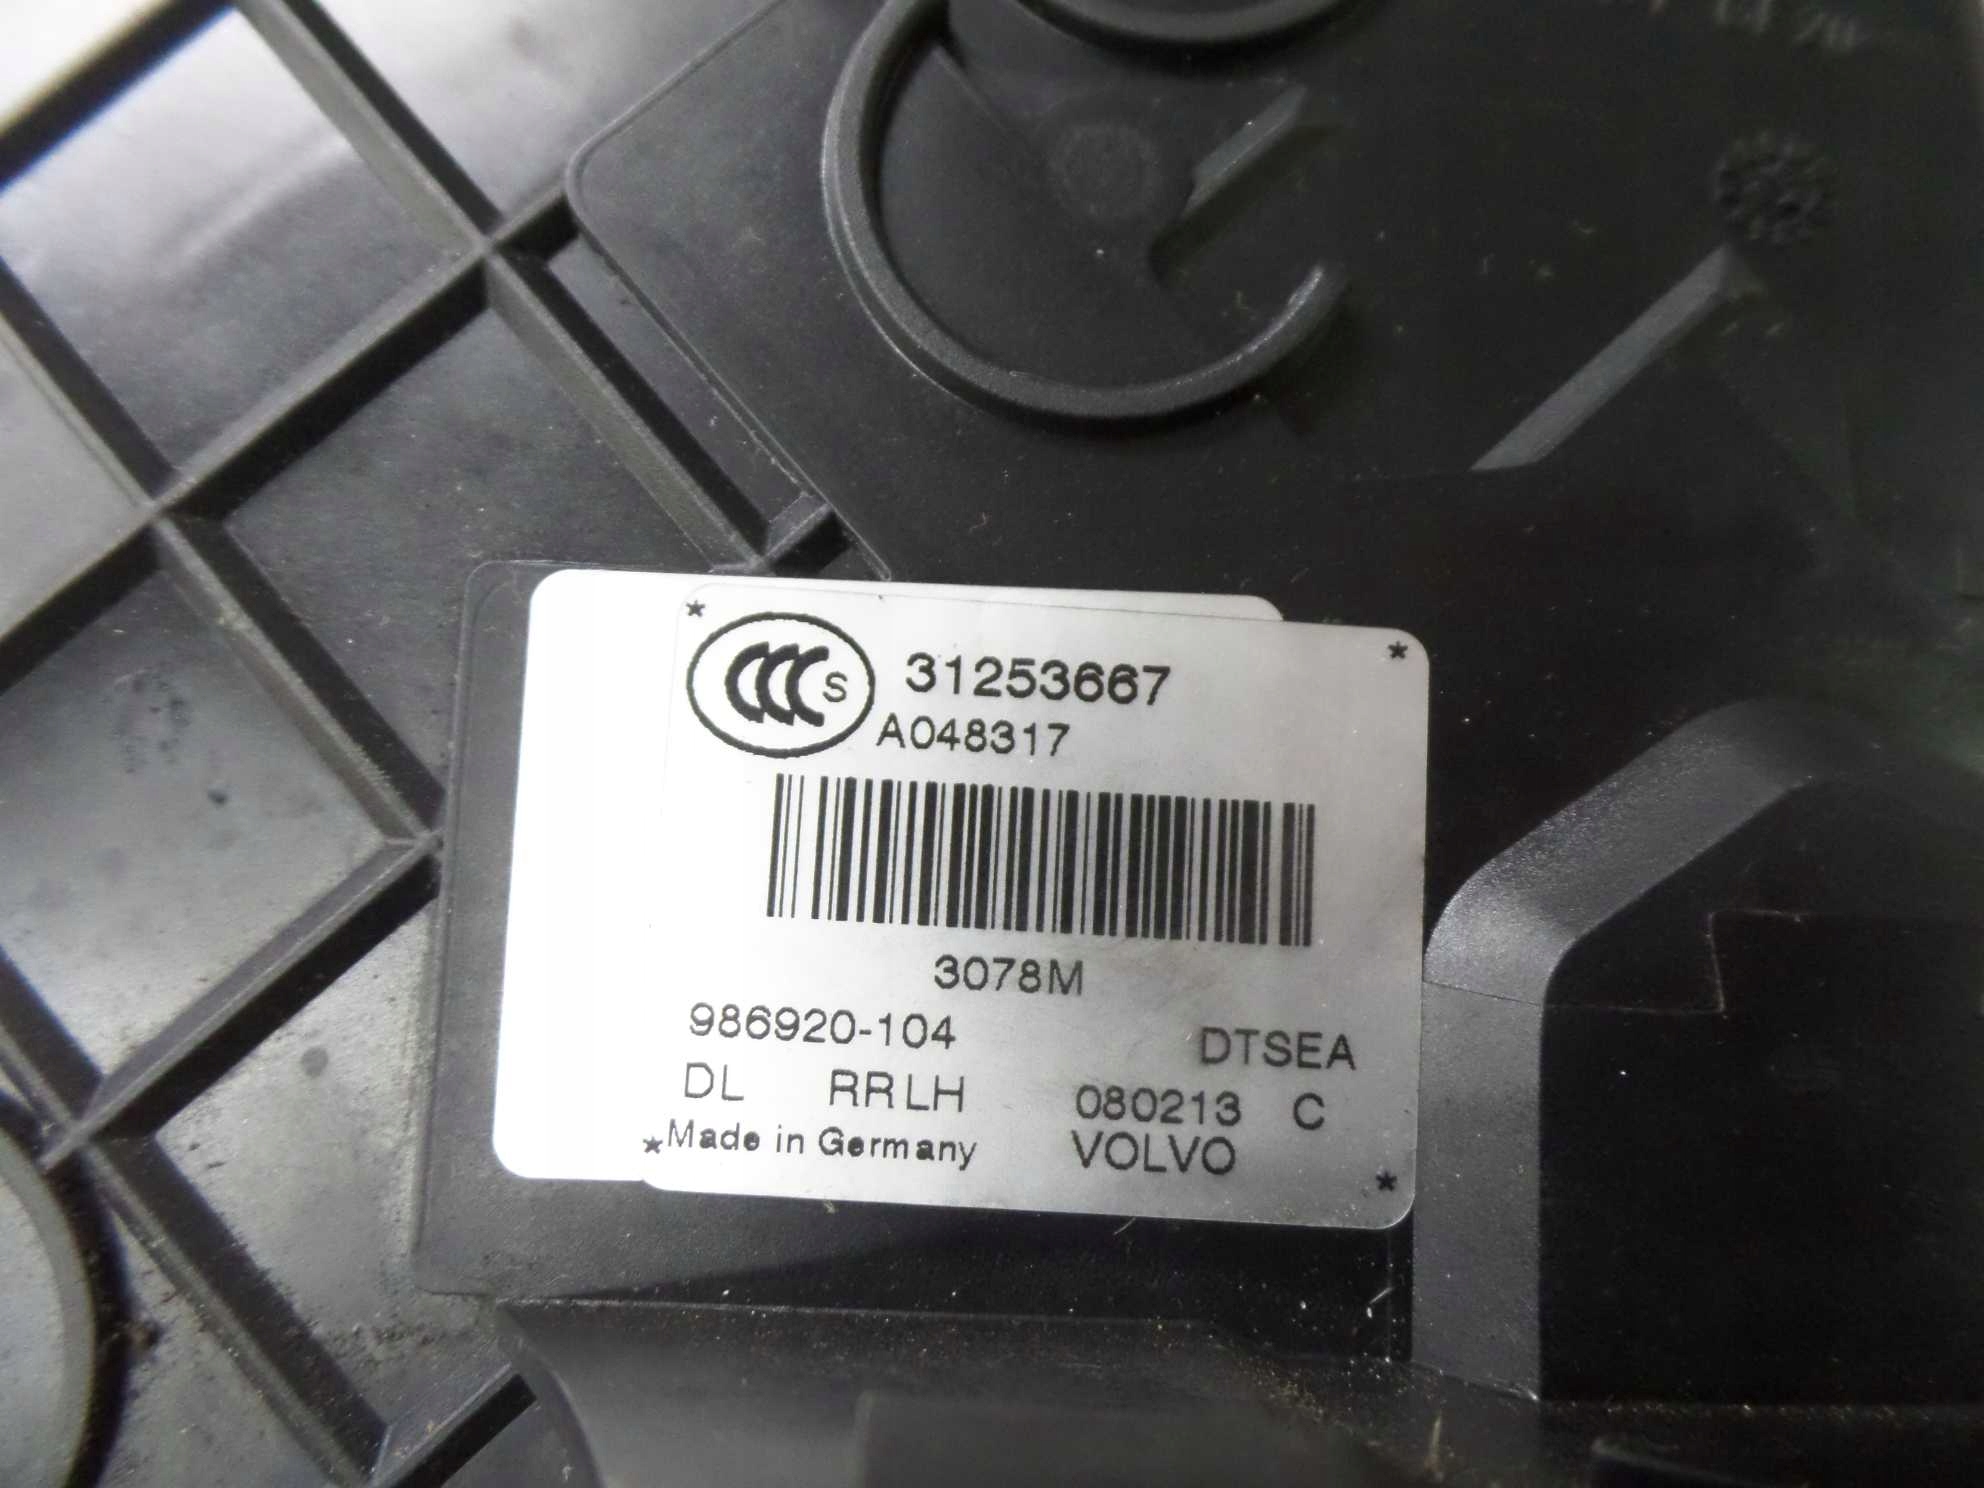 * CCC S 31253667 *
A048317
3078M
986920-104 DTSEA
DL RR LH 080213 C
*Made in Germany VOLVO *